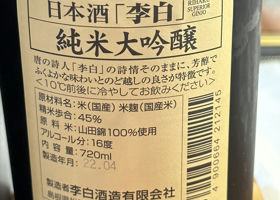 日本酒「李白」
RIHAKU
SUPERIOR
GINJO
純米大吟醸
唐の詩人「李白」の詩情そのままに、芳醇で
ふくよかな味わいとのど越しの良さが特徴です。
<10℃前後に冷やしてお飲みください>
原材料名:米(国産) 米麹(国産米)
精米歩合:45%
原料米:山田錦100%使用
アルコール分:16度
内容量:720ml
製造年月 22.04
製造者 李白酒造有限会社
4 900664 212145